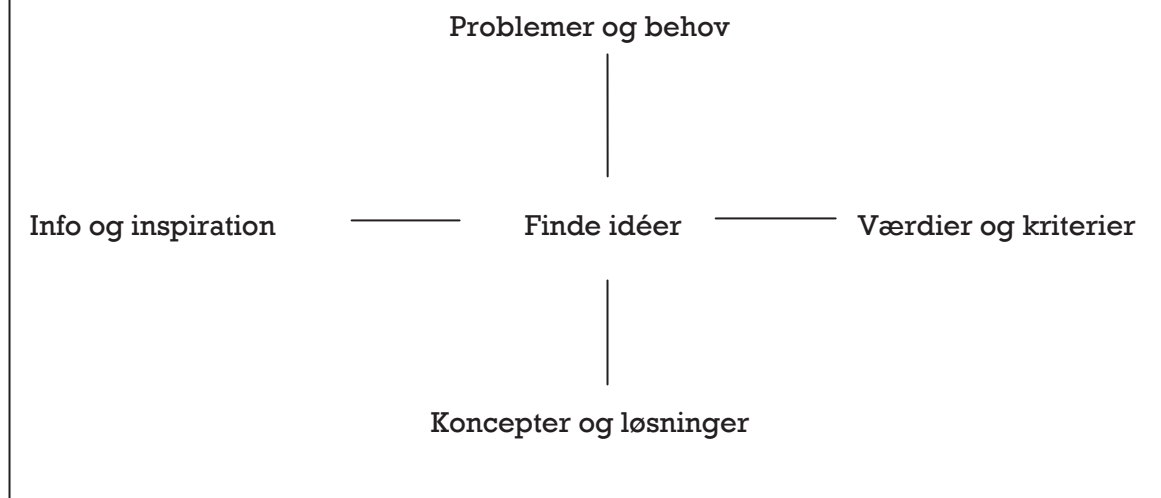 Problemer og behov
Info og inspiration
Finde idéer
Værdier og kriterier
Koncepter og løsninger